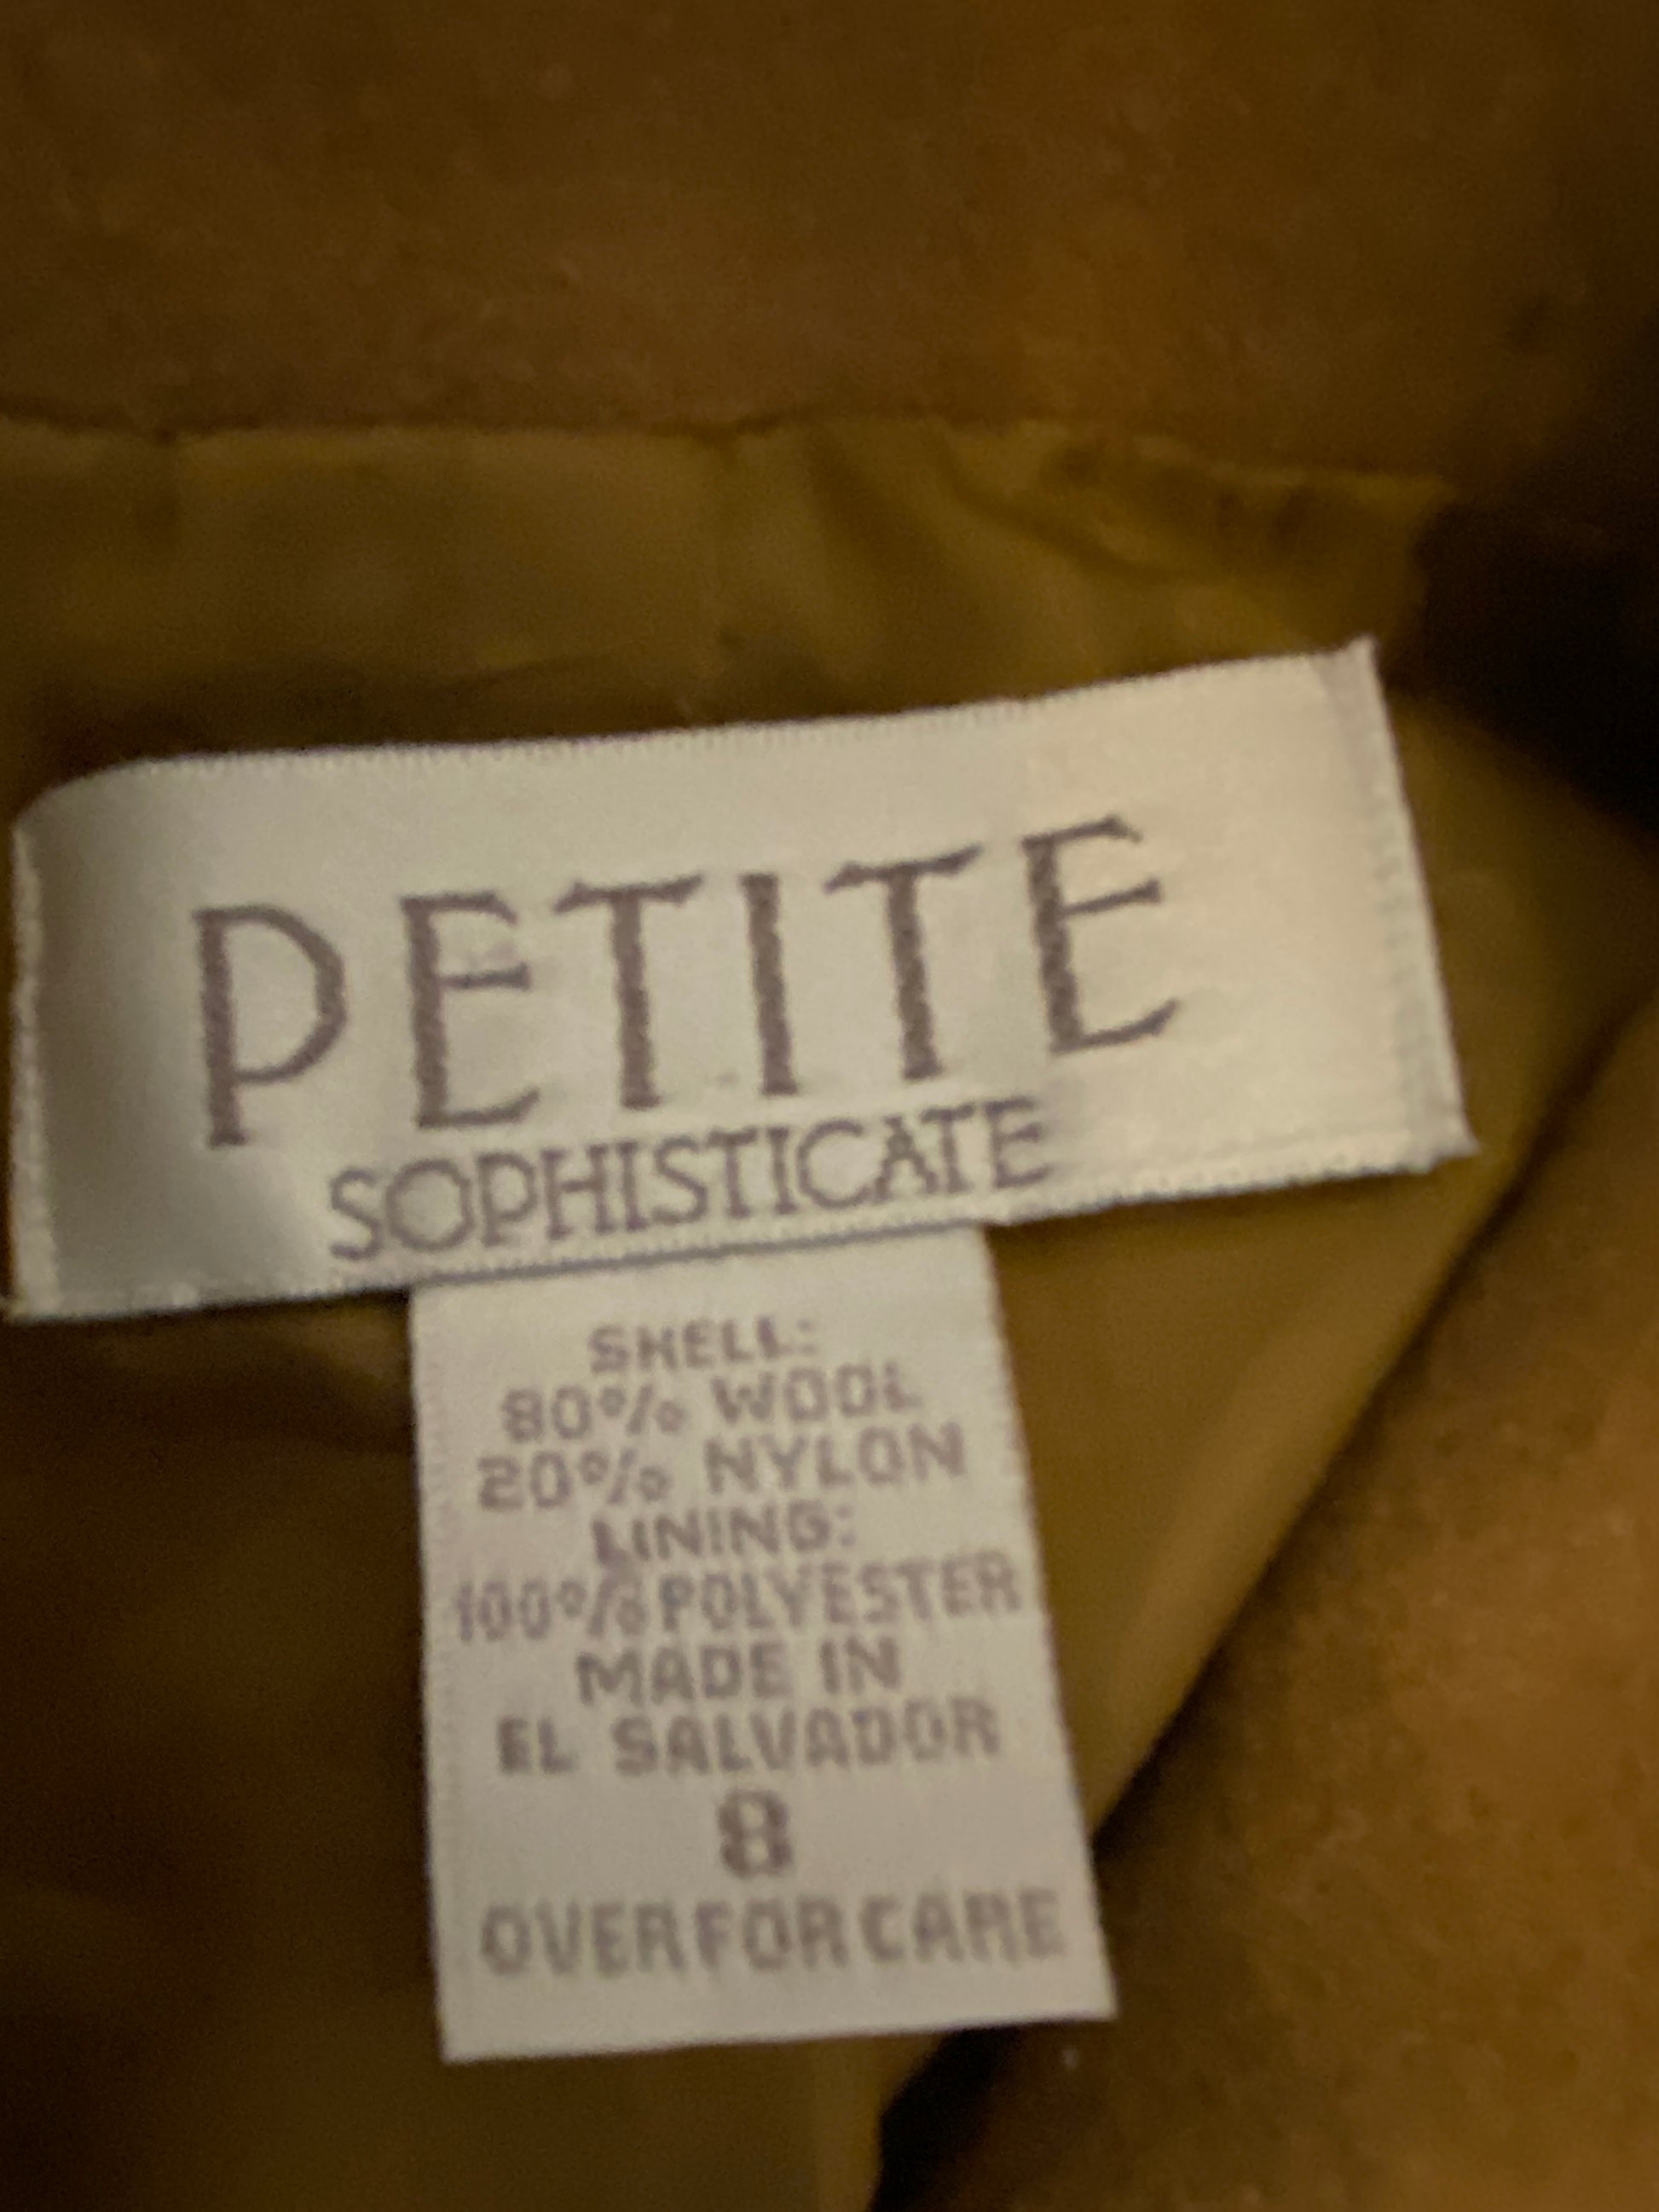 PETITE
SOPHISTICATE
SHELL:
80% WOOL
20% NYLON
LINING:
100% POLYESTER
MADE IN
EL SALVADOR
8
OVER FOR CARE